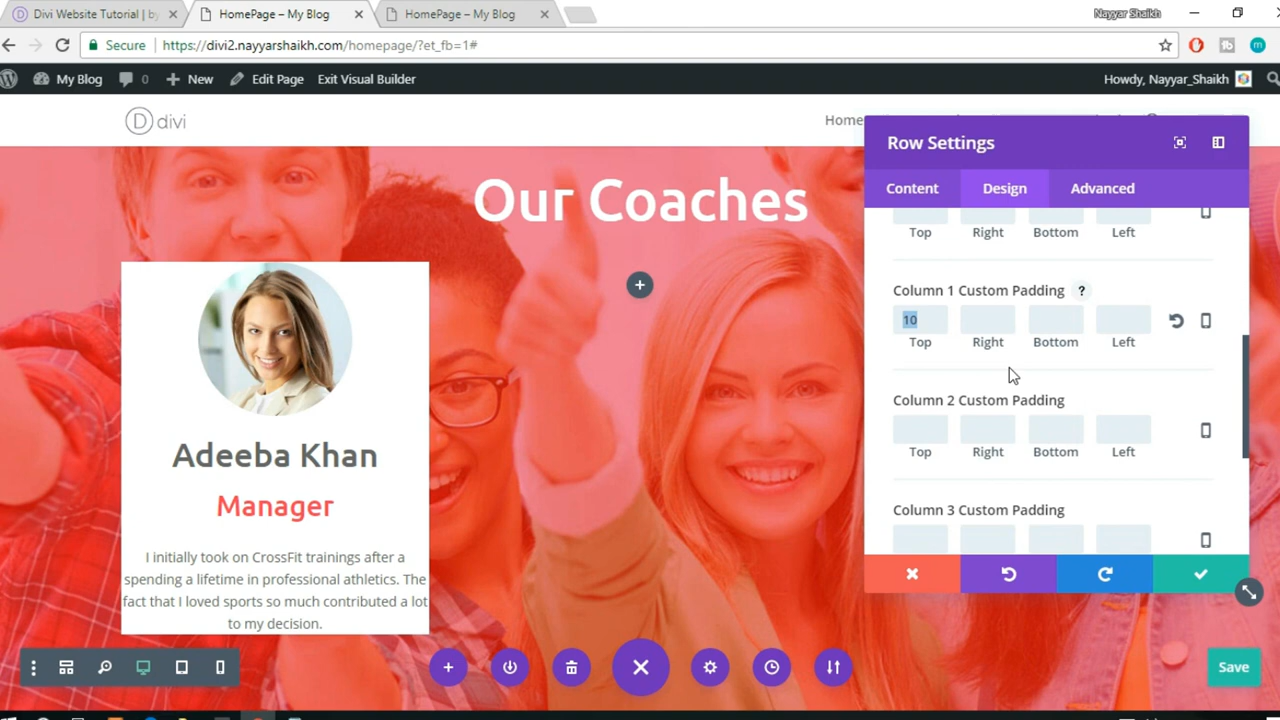 Divi Website Tutorial | by
HomePage – My Blog
HomePage – My Blog
Nayyar Shaikh
Secure
https://divi2.nayyarshaikh.com/homepage/?et_fb=1#
My Blog
0
New
Edit Page
Exit Visual Builder
Howdy, Nayyar_Shaikh
D divi
Home
Our Coaches
Adeeba Khan
Manager
I initially took on CrossFit trainings after a
spending a lifetime in professional athletics. The
fact that I loved sports so much contributed a lot
to my decision.
Row Settings
Content
Design
Advanced
Top
Right
Bottom
Left
Column 1 Custom Padding
?
10
Top
Right
Bottom
Left
Column 2 Custom Padding
Top
Right
Bottom
Left
Column 3 Custom Padding
Save